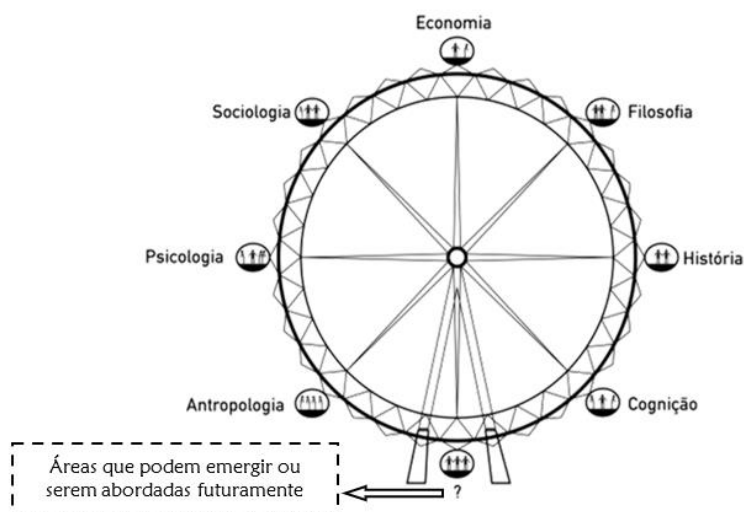 Economia
Sociologia
Filosofia
Psicologia
História
Antropologia
Cognição
Áreas que podem emergir ou
serem abordadas futuramente
?